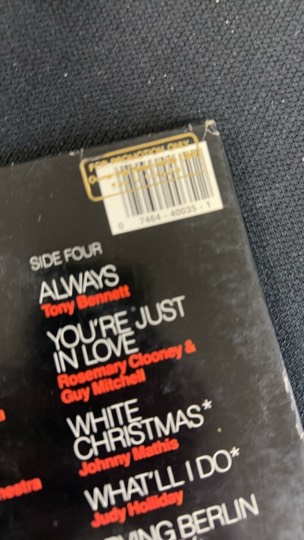 FOR PROMOTION ONLY
0 7464-40035-1
SIDE FOUR
ALWAYS
Tony Bennett
YOU'RE JUST
IN LOVE
Rosemary Clooney &
Guy Mitchell
WHITE
CHRISTMAS*
Johnny Mathis
WHAT'LL I DO*
Judy Holliday
BERLIN